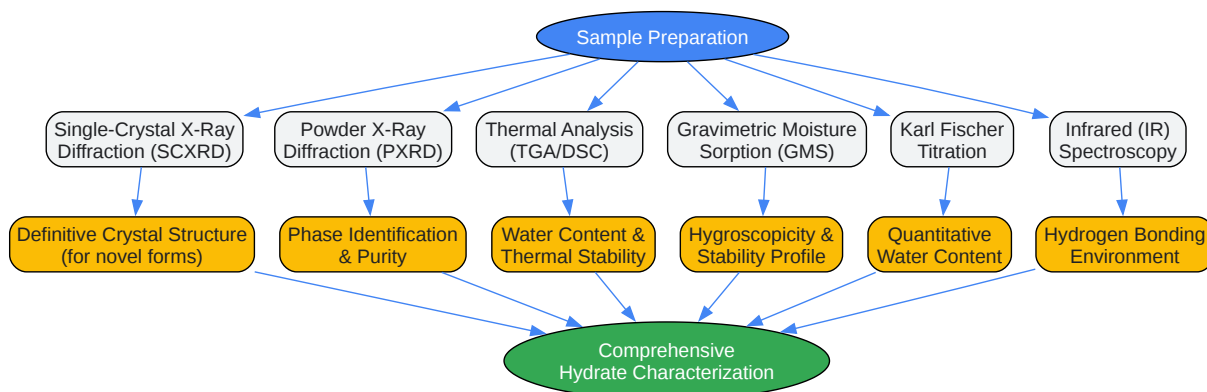 Sample Preparation
Single-Crystal X-Ray
Diffraction (SCXRD)
Powder X-Ray
Diffraction (PXRD)
Thermal Analysis
(TGA/DSC)
Gravimetric Moisture
Sorption (GMS)
Karl Fischer
Titration
Infrared (IR)
Spectroscopy
Definitive Crystal Structure
(for novel forms)
Phase Identification
& Purity
Water Content &
Thermal Stability
Hygroscopicity &
Stability Profile
Quantitative
Water Content
Hydrogen Bonding
Environment
Comprehensive
Hydrate Characterization